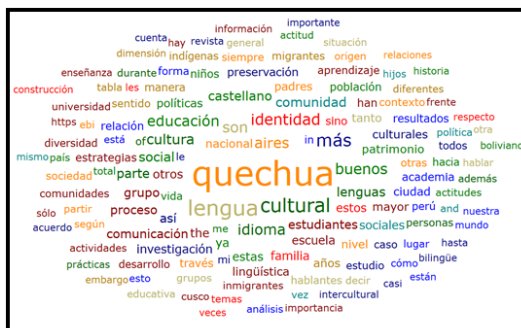 información importante
cuenta hay revista actitud
dimensión indígenas general situación
enseñanza durante forma siempre migrantes origen relaciones
construcción tabla les manera niños preservación aprendizaje hijos historia
universidad sentido políticas castellano padres población diferentes
https ebi relación educación comunidad han contexto frente
diversidad está of cultura son identidad sino tanto resultados respecto
mismo país estrategias social le nacional aires más in culturales política otra
sociedad total parte otros quechua buenos patrimonio todos boliviano
comunidades grupo vida lengua cultural lenguas otras hacia hablar
sólo partir proceso así me idioma estudiantes estos ciudad academia además
acuerdo según comunicación the ya escuela mayor perú and actitudes nuestra
actividades investigación mi estas familia nivel sociales personas mundo
prácticas desarrollo través años caso lugar hasta
embargo esto grupos lingüística estudio cómo bilingüe
educativa cusco temas inmigrantes vez hablantes decir casi están
veces análisis intercultural importancia